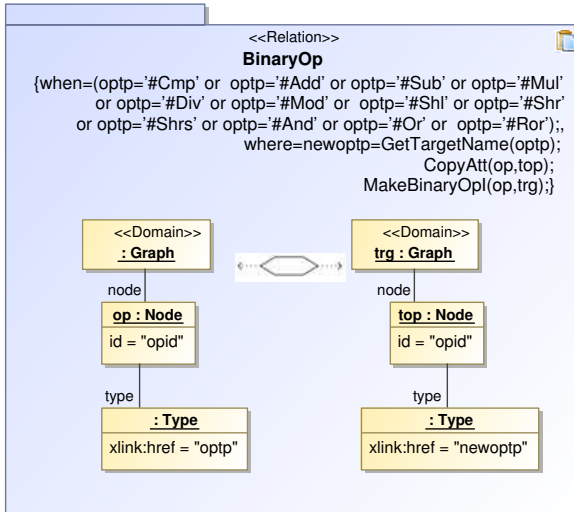 <<Relation>>
BinaryOp
{when=(optp='#Cmp' or optp='#Add' or optp='#Sub' or optp='#Mul'
or optp='#Div' or optp='#Mod' or optp='#Shl' or optp='#Shr'
or optp='#Shrs' or optp='#And' or optp='#Or' or optp='#Ror');,
where=newoptp=GetTargetName(optp);
CopyAtt(op,top);
MakeBinaryOpI(op,trg);}
<<Domain>>
: Graph
node
op : Node
id = "opid"
type
: Type
xlink:href = "optp"
<<Domain>>
trg : Graph
node
top : Node
id = "opid"
type
: Type
xlink:href = "newoptp"